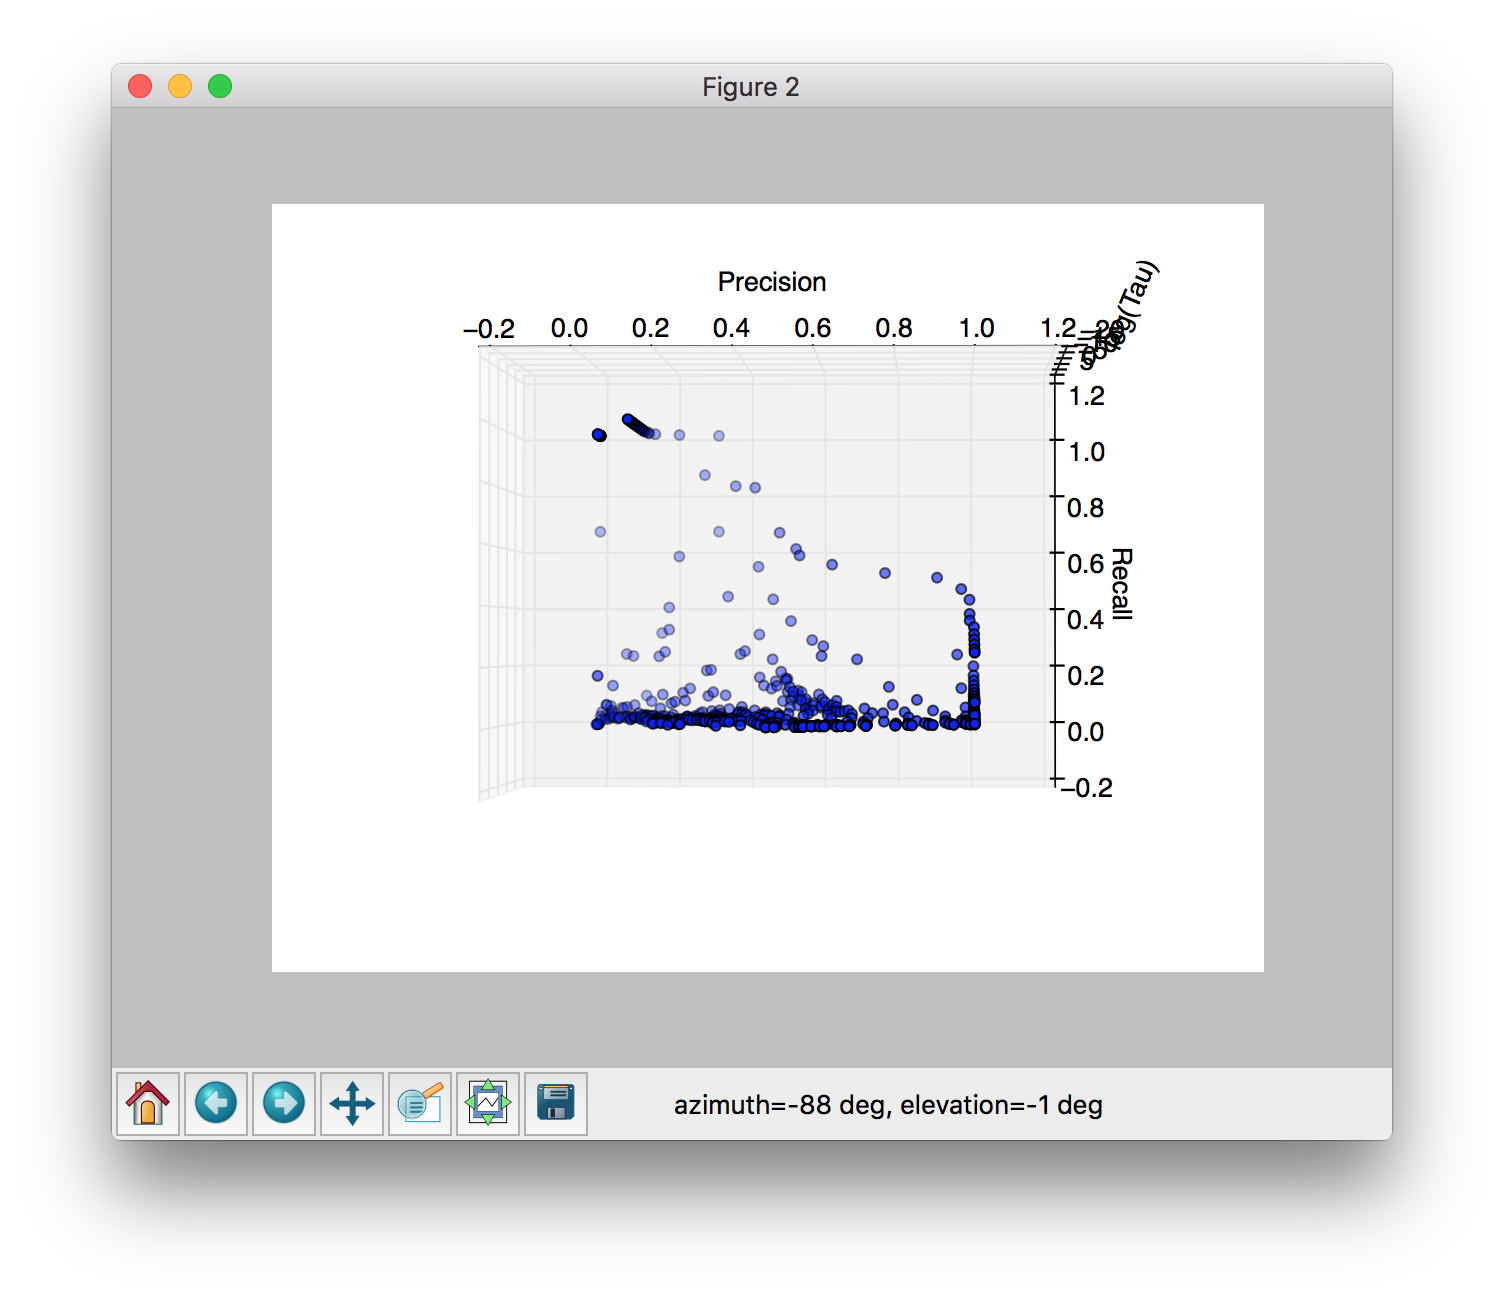 Figure 2
Precision
−0.2 0.0 0.2 0.4 0.6 0.8 1.0 1.2
(Tau)
1.2
1.0
0.8
0.6
0.4
0.2
0.0
−0.2
Recall
azimuth=-88 deg, elevation=-1 deg